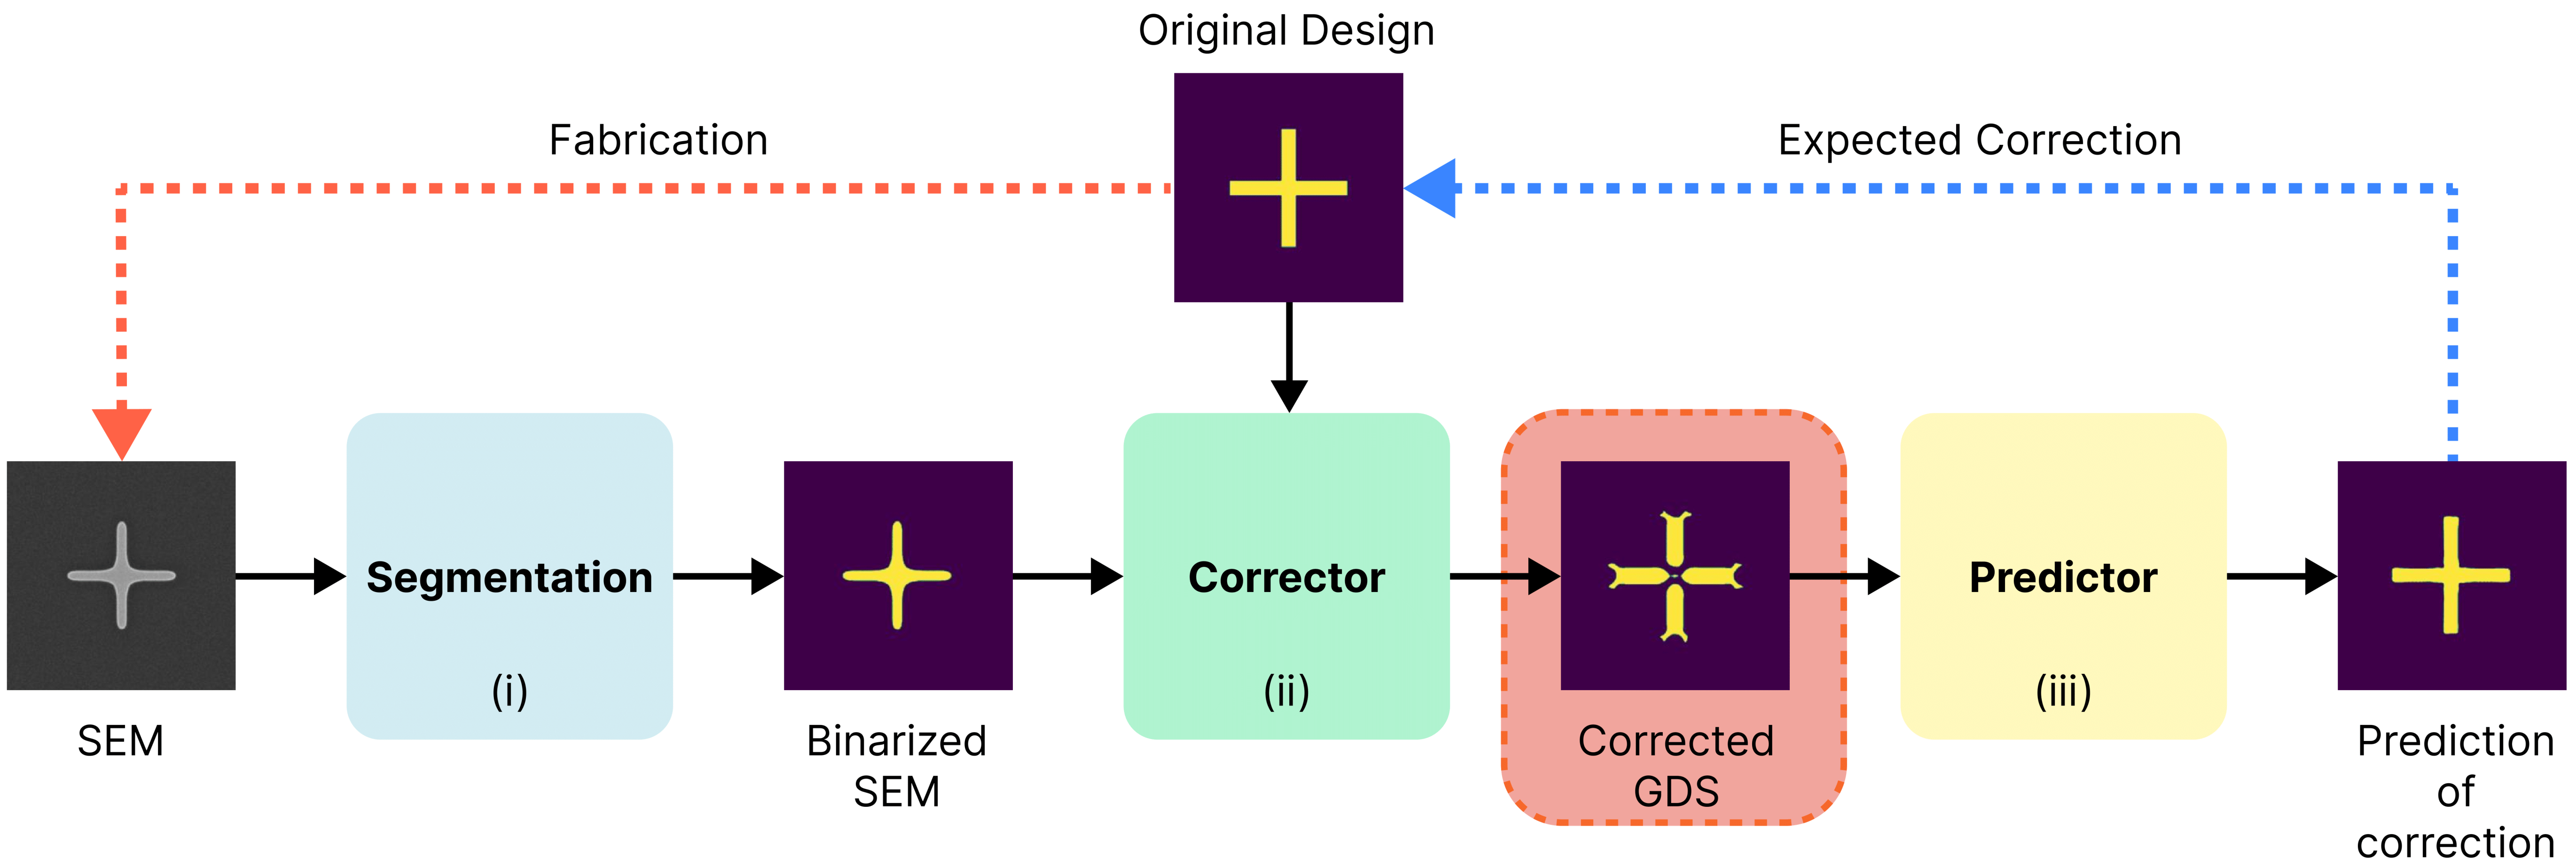 Original Design
Fabrication
Expected Correction
Segmentation
Corrector
Predictor
(i)
(ii)
(iii)
SEM
Binarized
SEM
Corrected
GDS
Prediction
of
correction